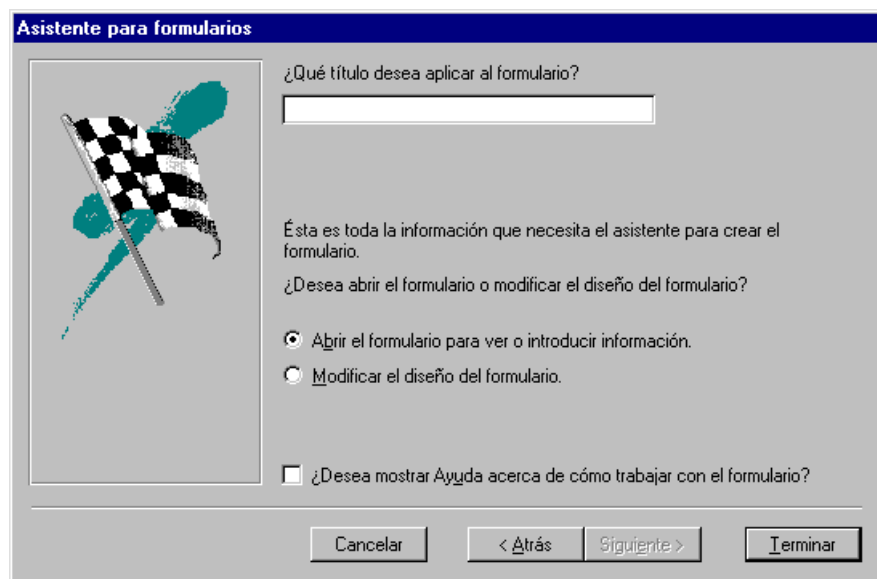 Asistente para formularios
¿Qué título desea aplicar al formulario?
Ésta es toda la información que necesita el asistente para crear el
formulario.
¿Desea abrir el formulario o modificar el diseño del formulario?
Abrir el formulario para ver o introducir información.
Modificar el diseño del formulario.
¿Desea mostrar Ayuda acerca de cómo trabajar con el formulario?
Cancelar < Atrás Siguiente > Terminar